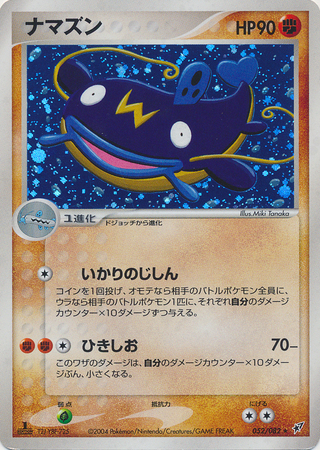 ナマズン HP90
Illus.Miki Tanaka
1進化 ドジョッチから進化
いかりのじしん
コインを1回投げ、オモテなら相手のバトルポケモン全員に、
ウラなら相手のバトルポケモン1匹に、それぞれ自分のダメージ
カウンター×10ダメージずつ与える。
ひきしお 70−
このワザのダメージは、自分のダメージカウンター×10ダメージ
ぶん、小さくなる。
弱点 抵抗力 にげる
©2004 Pokémon/Nintendo/Creatures/GAME FREAK
052/082 ★